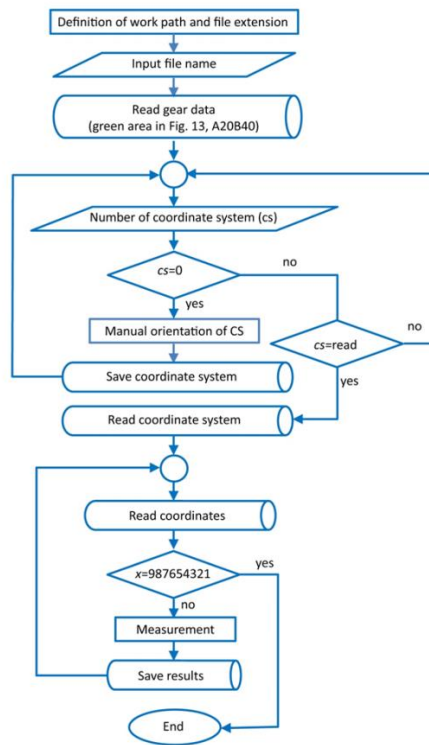 Definition of work path and file extension
Input file name
Read gear data
(green area in Fig. 13, A20B40)
Number of coordinate system (cs)
cs=0
no
yes
Manual orientation of CS
cs=read
no
Save coordinate system
yes
Read coordinate system
Read coordinates
x=987654321
yes
no
Measurement
Save results
End